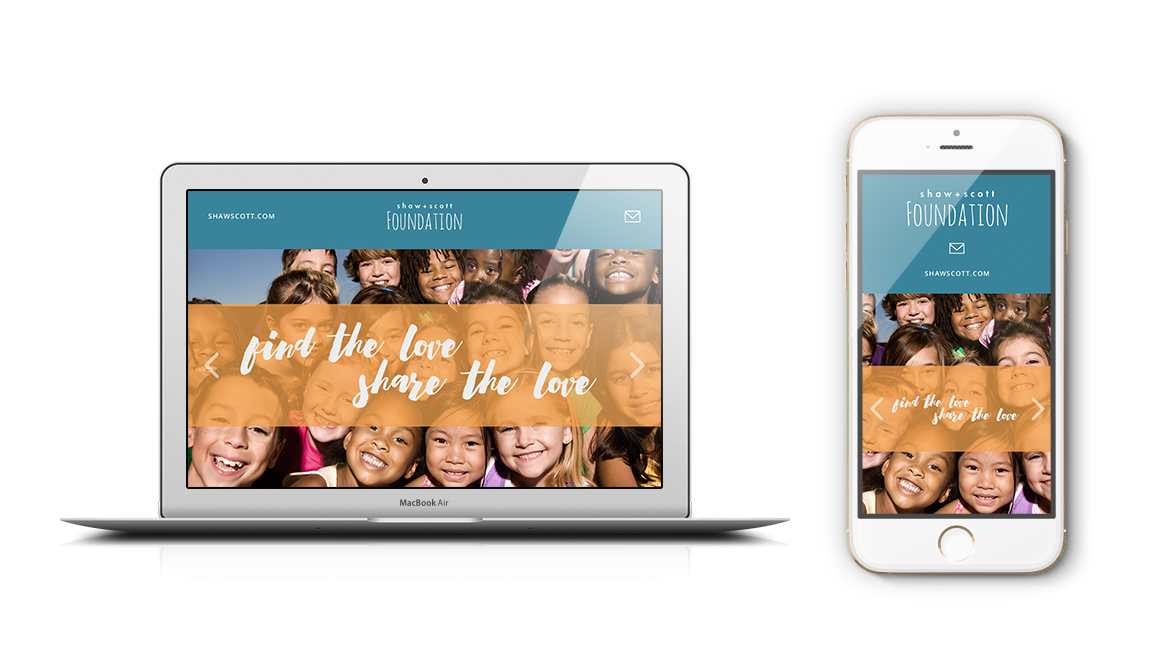 SHAWSCOTT.COM
shaw+scott
FOUNDATION
find the love
share the love
MacBook Air
shaw+scott
FOUNDATION
SHAWSCOTT.COM
find the love
share the love